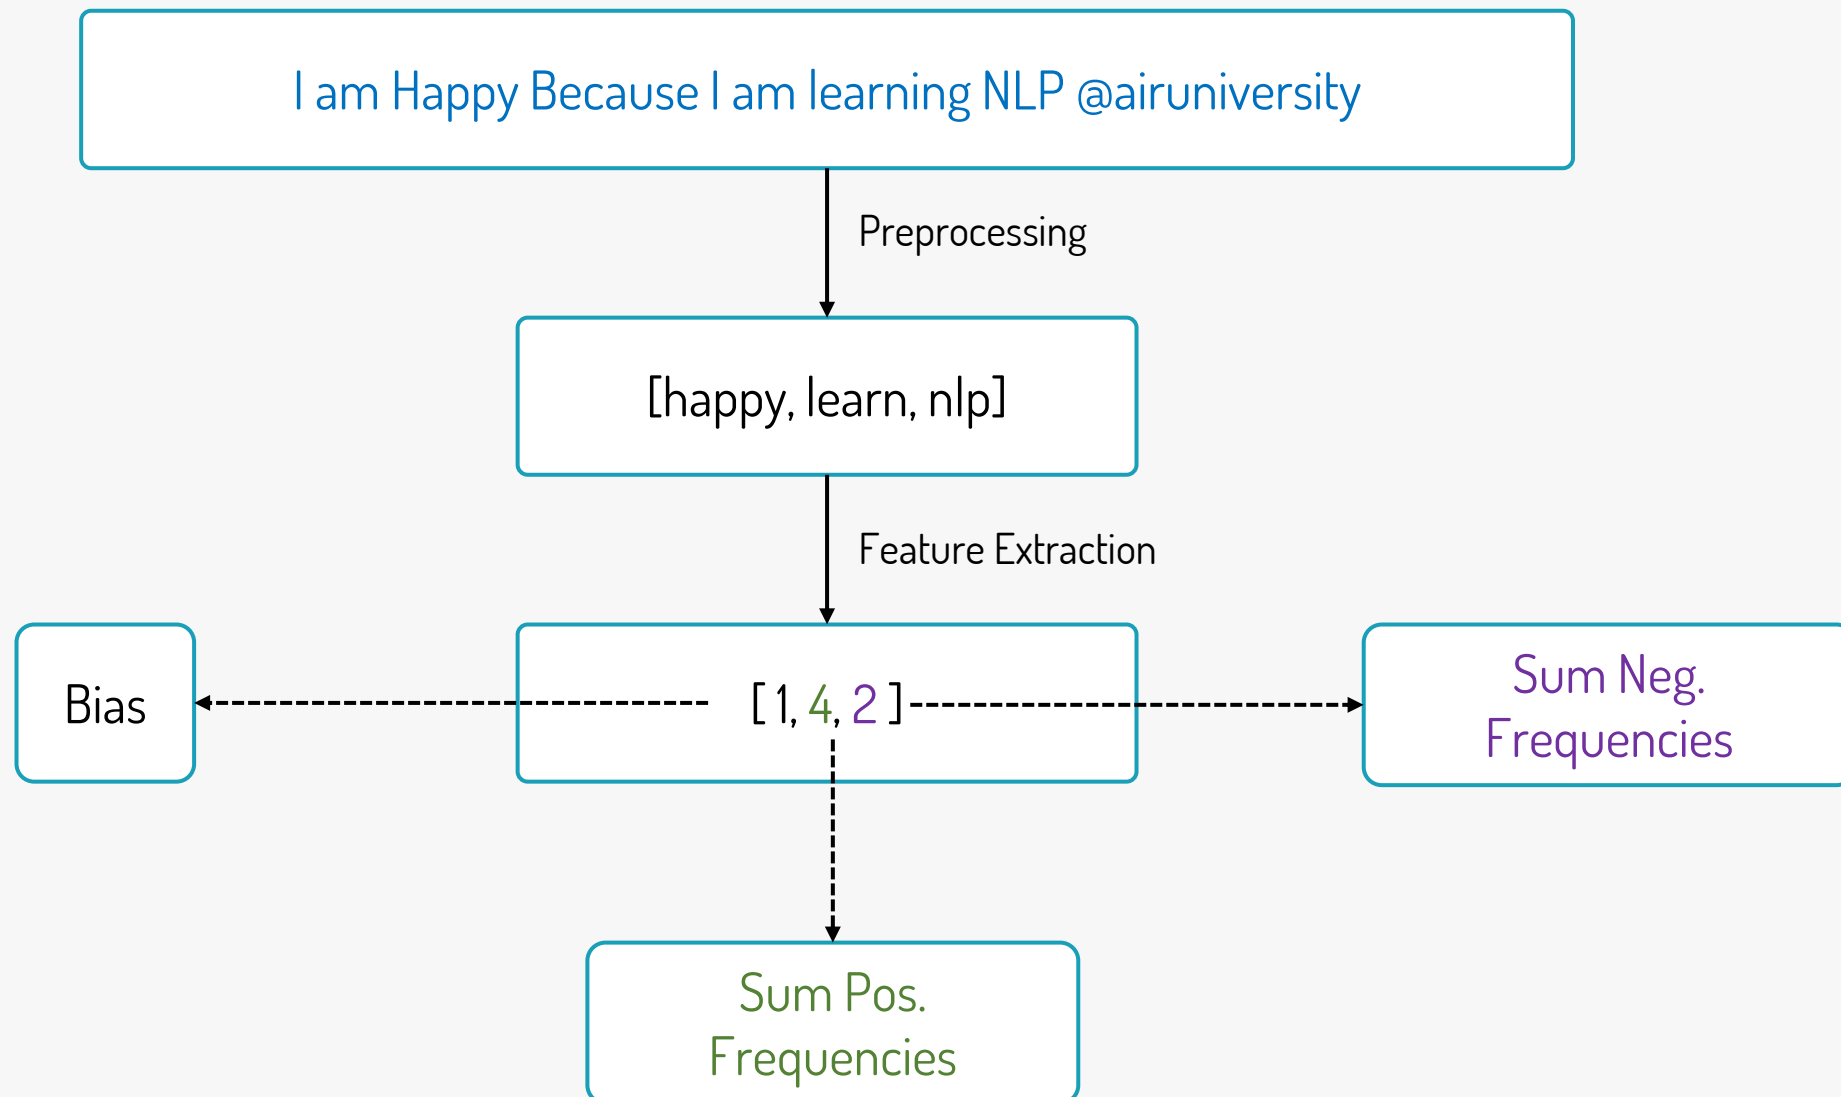 I am Happy Because I am learning NLP @airuniversity
Preprocessing
[happy, learn, nlp]
Feature Extraction
Bias
[ 1, 4, 2 ]
Sum Neg.
Frequencies
Sum Pos.
Frequencies